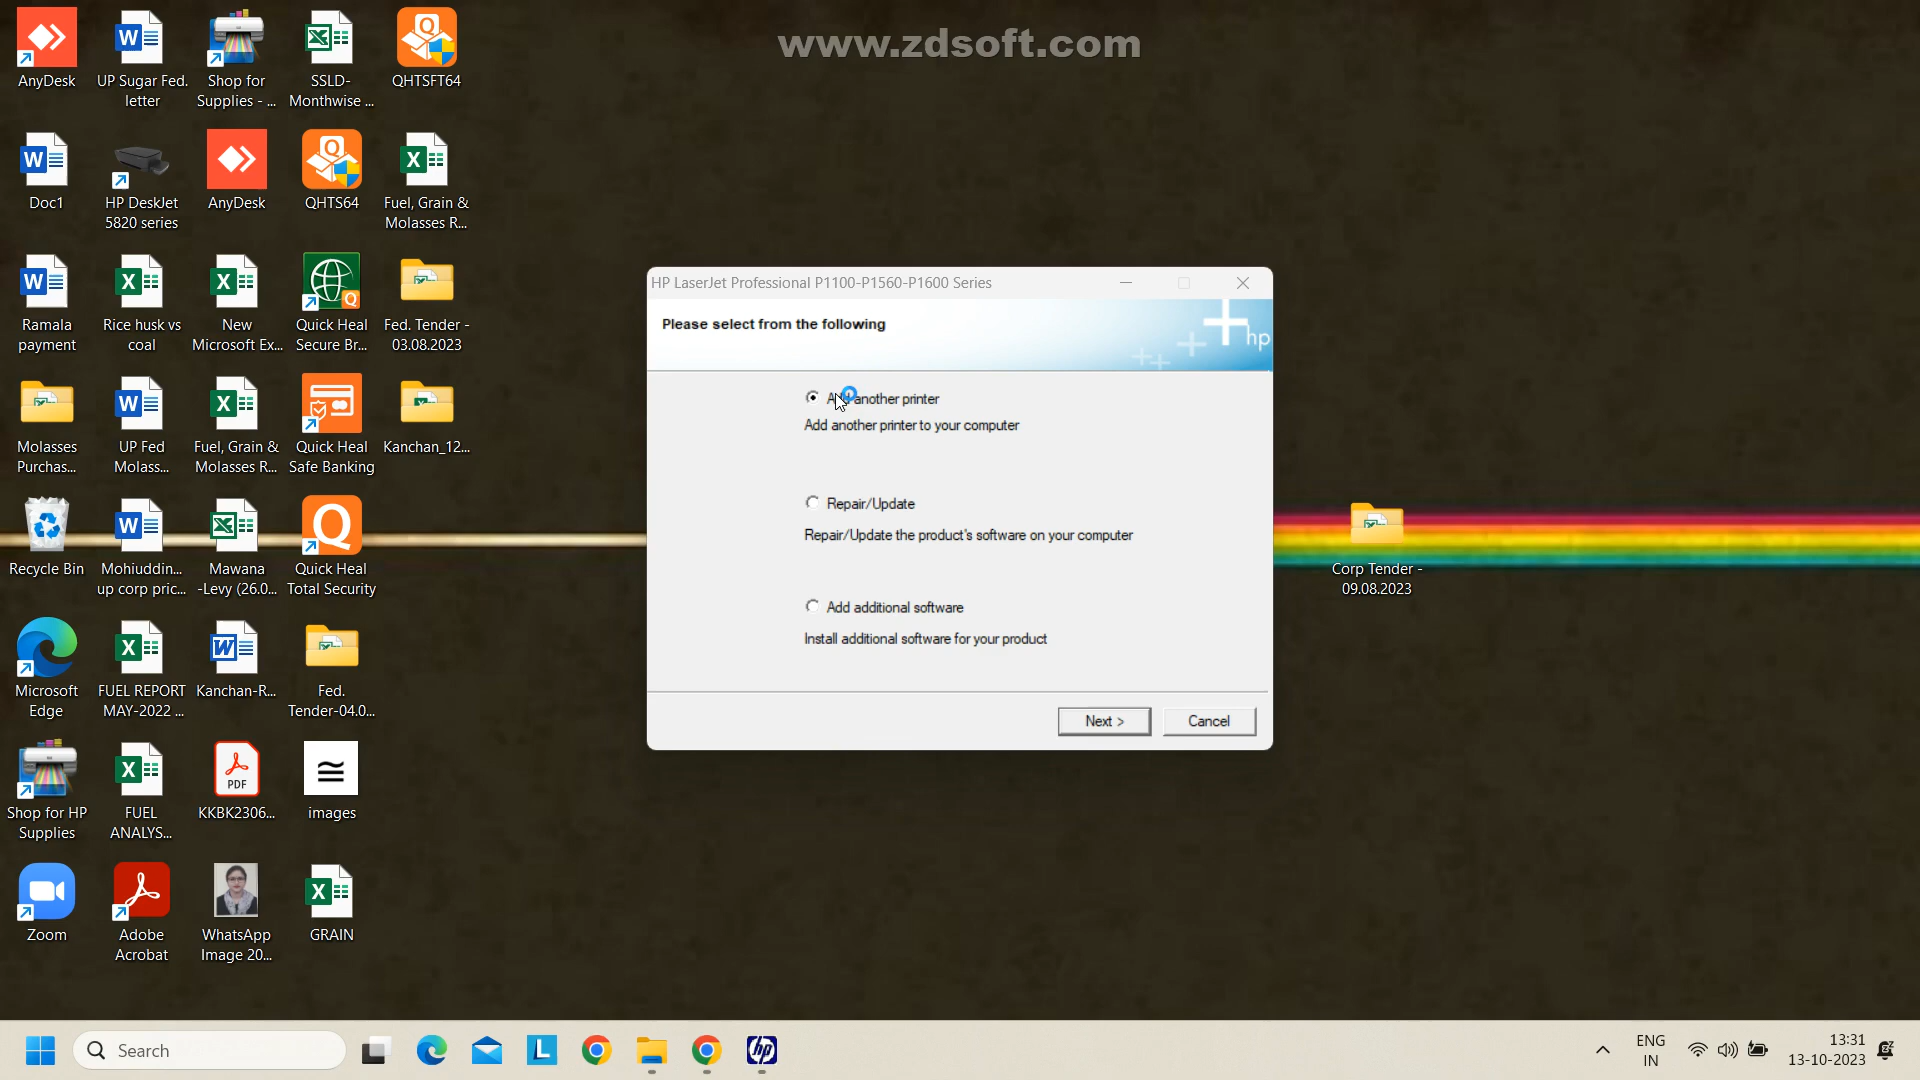 www.zdsoft.com
AnyDesk
UP Sugar Fed.
letter
Shop for
Supplies - ...
SSLD-
Monthwise ...
QHTSFT64
Doc1
HP DeskJet
5820 series
AnyDesk
QHTS64
Fuel, Grain &
Molasses R...
Ramala
payment
Rice husk vs
coal
New
Microsoft Ex...
Quick Heal
Secure Br...
Fed. Tender -
03.08.2023
Molasses
Purchas...
UP Fed
Molass...
Fuel, Grain &
Molasses R...
Quick Heal
Safe Banking
Kanchan_12...
Recycle Bin
Mohiuddin...
up corp pric...
Mawana
-Levy (26.0...
Quick Heal
Total Security
Microsoft
Edge
FUEL REPORT
MAY-2022 ...
Kanchan-R...
Fed.
Tender-04.0...
Shop for HP
Supplies
FUEL
ANALYS...
PDF
KKBK2306...
images
Zoom
Adobe
Acrobat
WhatsApp
Image 20...
GRAIN
HP LaserJet Professional P1100-P1560-P1600 Series
Please select from the following
hp
another printer
Add another printer to your computer
Repair/Update
Repair/Update the product's software on your computer
Add additional software
Install additional software for your product
Next >
Cancel
Corp Tender -
09.08.2023
Search
L
hp
ENG
IN
13:31
13-10-2023